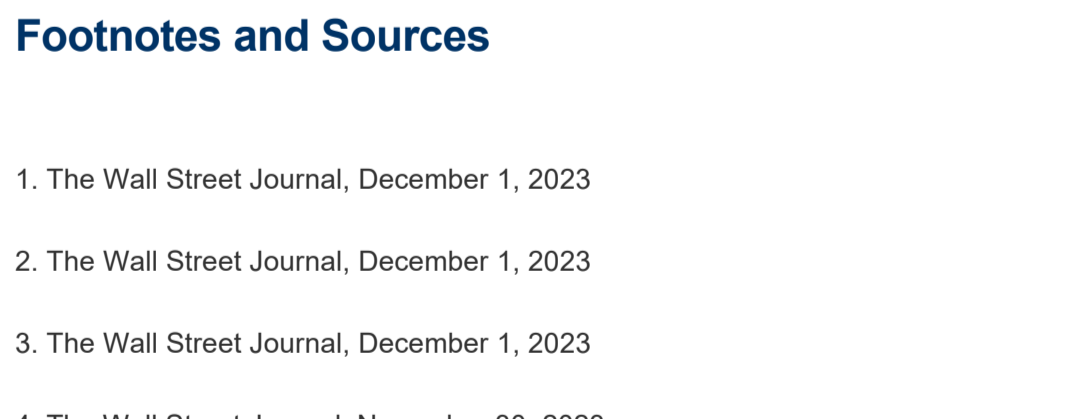 Footnotes and Sources
1. The Wall Street Journal, December 1, 2023
2. The Wall Street Journal, December 1, 2023
3. The Wall Street Journal, December 1, 2023